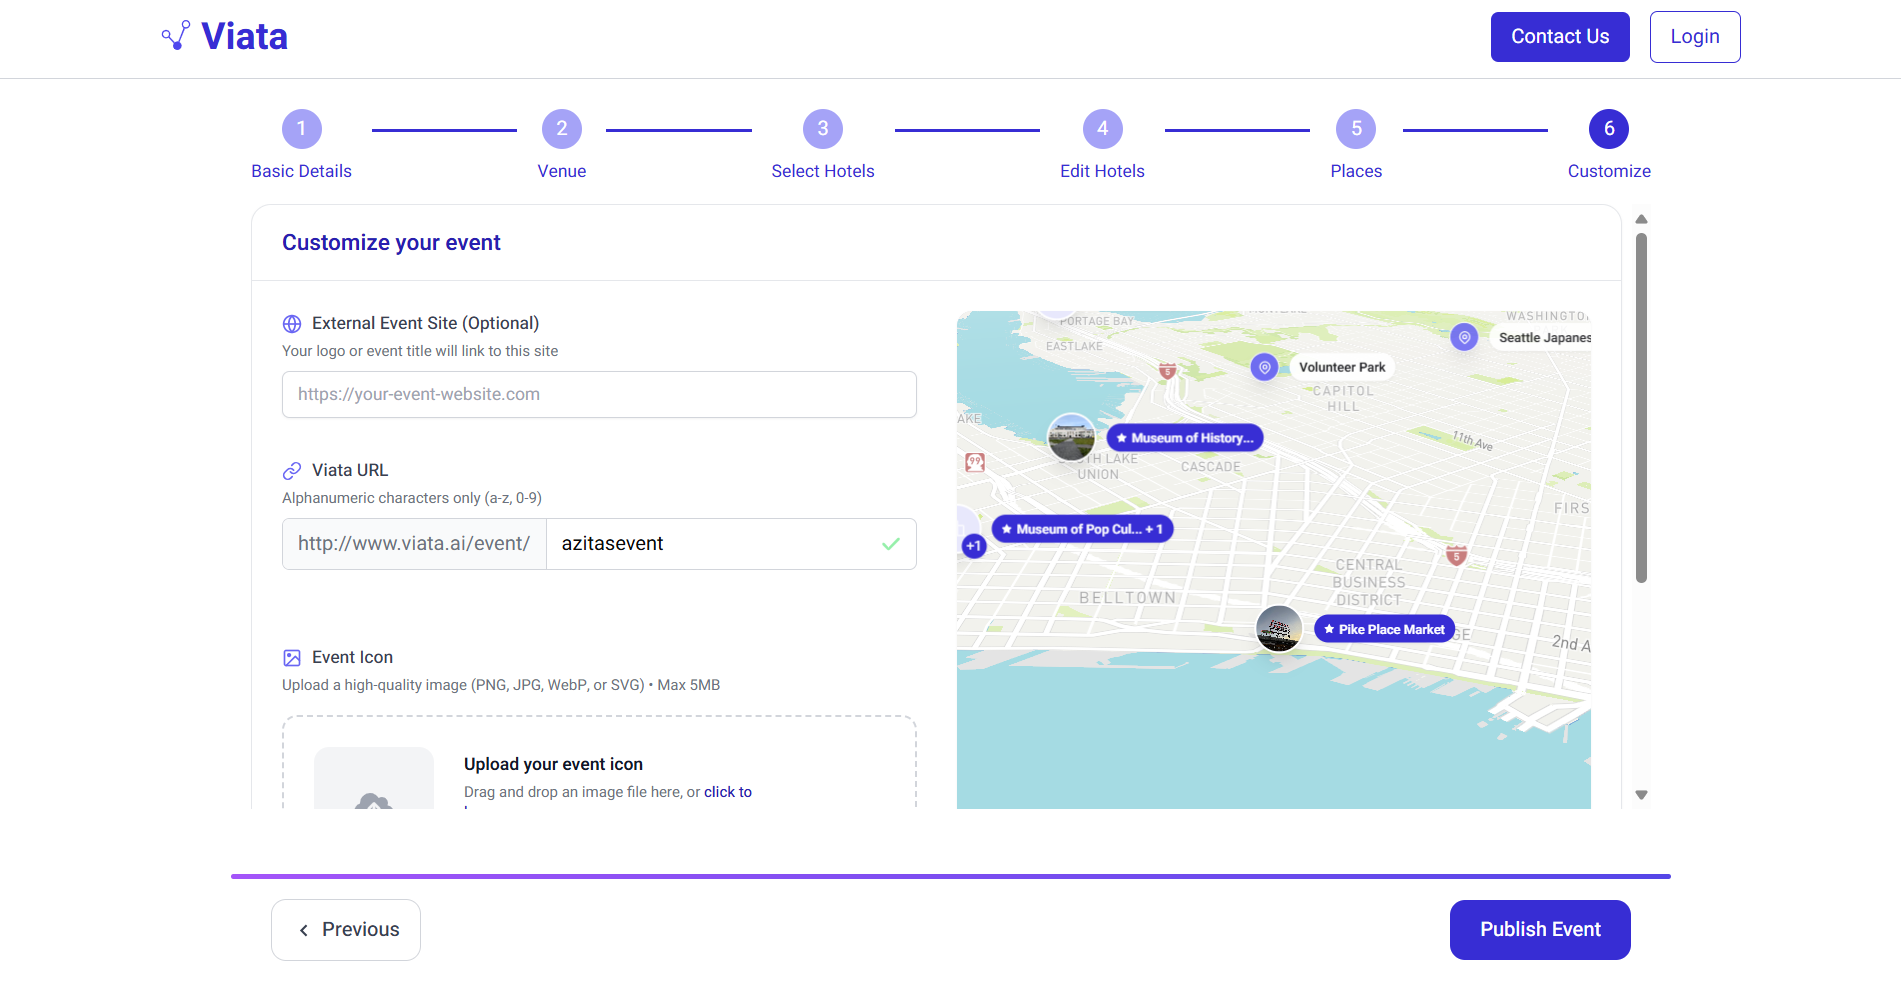 Viata
Contact Us
Login
1
2
3
4
5
6
Basic Details
Venue
Select Hotels
Edit Hotels
Places
Customize
Customize your event
External Event Site (Optional)
Your logo or event title will link to this site
https://your-event-website.com
Viata URL
Alphanumeric characters only (a-z, 0-9)
http://www.viata.ai/event/
azitasevent
Event Icon
Upload a high-quality image (PNG, JPG, WebP, or SVG) • Max 5MB
Upload your event icon
Drag and drop an image file here, or click to
PORTAGE BAY
EASTLAKE
WASHINGTO
Seattle Japanes
5
Volunteer Park
CAPITOL
HILL
LAKE
Museum of History...
11th Ave
99
SOUTH LAKE
UNION
CASCADE
FIRS
Museum of Pop Cul... + 1
+1
5
CENTRAL
BUSINESS
DISTRICT
BELLTOWN
Pike Place Market
GE
2nd A
Previous
Publish Event